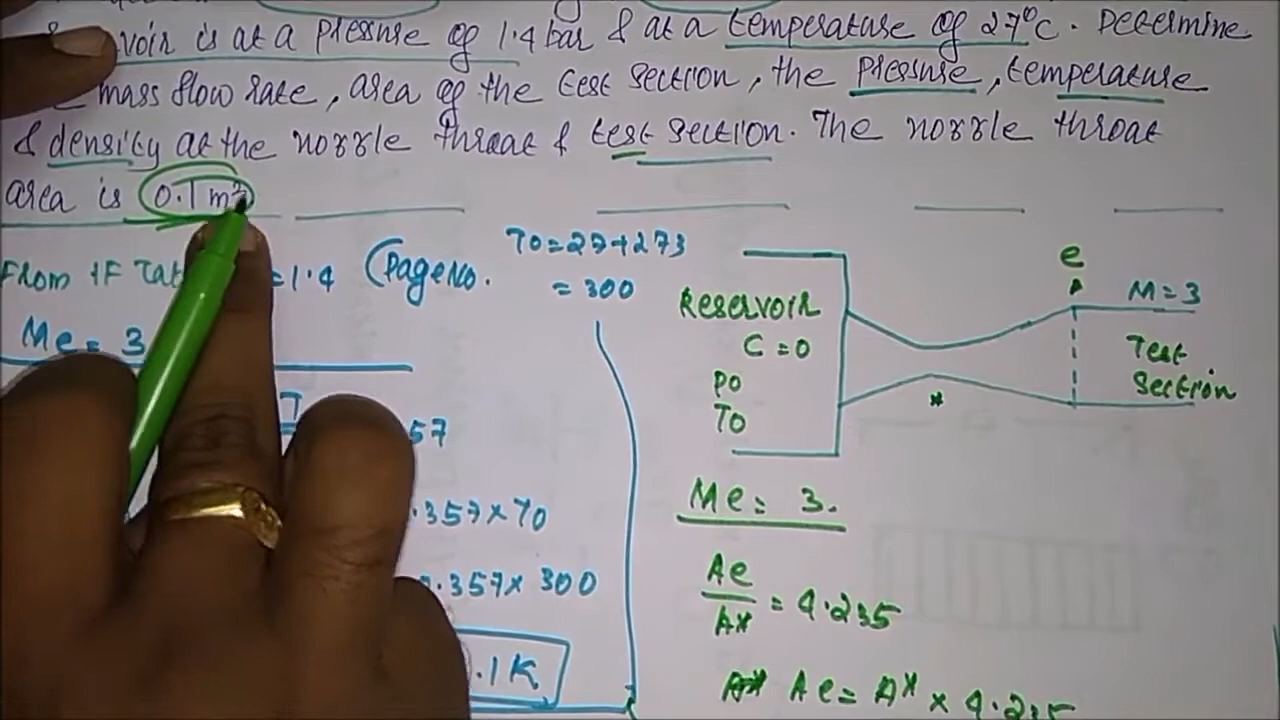 voir is at a pressure of 1.4 bar & at a temperature of 27°C. Determine
mass flow rate, area of the test section, the pressure, temperature
& density at the nozzle throat & test section. The nozzle throat
area is 0.1 m²
From IF =1.4 (Page No.
Me = 3
T
57
.357 × T0
0.357 × 300
.1K
T0 = 27+273
= 300
Reservoir
C = 0
P0
T0
*
e
M = 3
Test
Section
Me = 3.
Ae
A* = 4.235
Ae = A* × 4.235